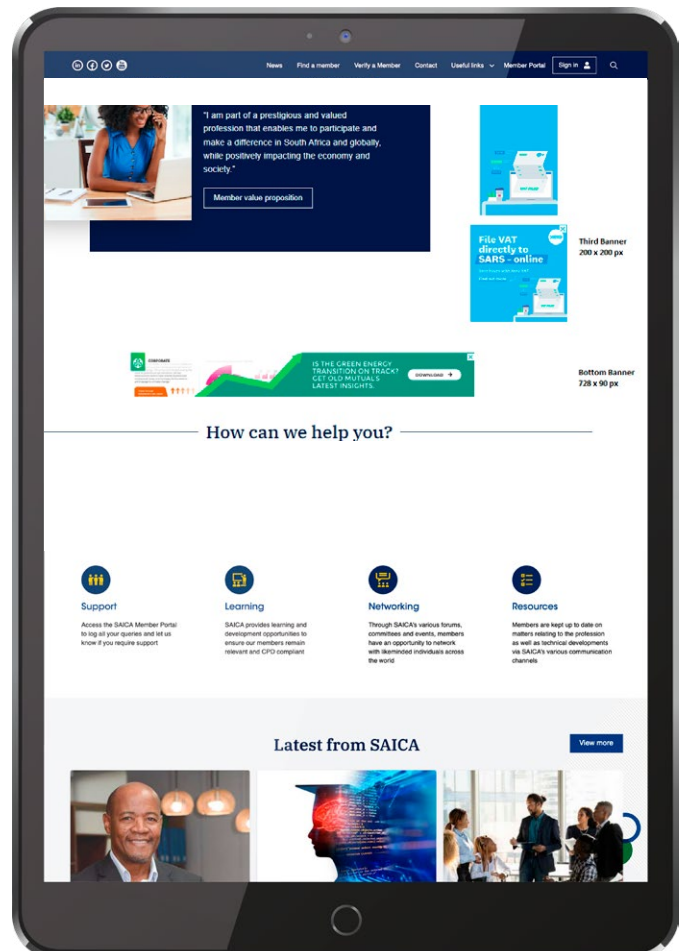 News Find a member Verify a Member Contact Useful links Member Portal Sign in
"I am part of a prestigious and valued
profession that enables me to participate and
make a difference in South Africa and globally,
while positively impacting the economy and
society."
Member value proposition
File VAT
directly to
SARS - online
Third Banner
200 x 200 px
CORPORATE
IS THE GREEN ENERGY
TRANSITION ON TRACK?
GET OLD MUTUAL'S
LATEST INSIGHTS.
DOWNLOAD
Bottom Banner
728 x 90 px
How can we help you?
Support
Access the SAICA Member Portal
to log all your queries and let us
know if you require support
Learning
SAICA provides learning and
development opportunities to
ensure our members remain
relevant and CPD compliant
Networking
Through SAICA's various forums,
committees and events, members
have an opportunity to network
with likeminded individuals across
the world
Resources
Members are kept up to date on
matters relating to the profession
as well as technical developments
via SAICA's various communication
channels
Latest from SAICA
View more